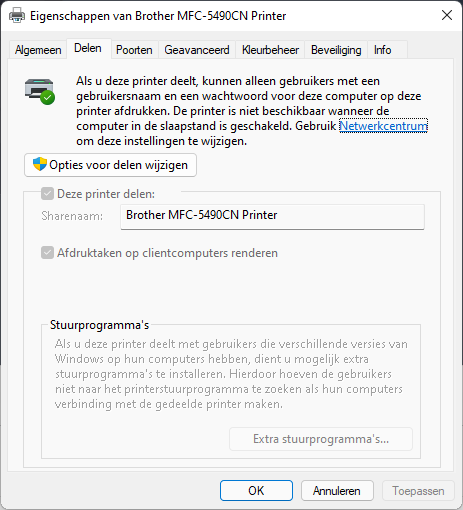 Eigenschappen van Brother MFC-5490CN Printer
Algemeen Delen Poorten Geavanceerd Kleurbeheer Beveiliging Info
Als u deze printer deelt, kunnen alleen gebruikers met een
gebruikersnaam en een wachtwoord voor deze computer op deze
printer afdrukken. De printer is niet beschikbaar wanneer de
computer in de slaapstand is geschakeld. Gebruik Netwerkcentrum
om deze instellingen te wijzigen.
Opties voor delen wijzigen
Deze printer delen:
Sharenaam: Brother MFC-5490CN Printer
Afdruktaken op clientcomputers renderen
Stuurprogramma's
Als u deze printer deelt met gebruikers die verschillende versies van
Windows op hun computers hebben, dient u mogelijk extra
stuurprogramma's te installeren. Hierdoor hoeven de gebruikers
niet naar het printerstuurprogramma te zoeken als hun computers
verbinding met de gedeelde printer maken.
Extra stuurprogramma's...
OK Annuleren Toepassen